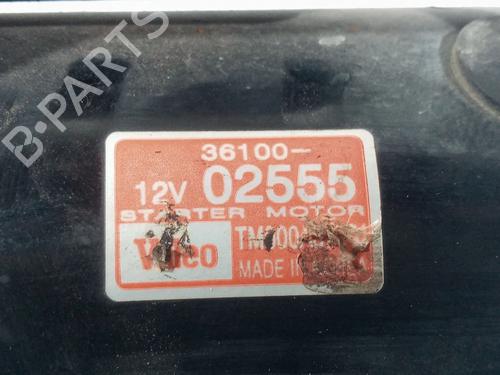 B-PARTS
36100-
12V 02555
STARTER MOTOR
MADE IN